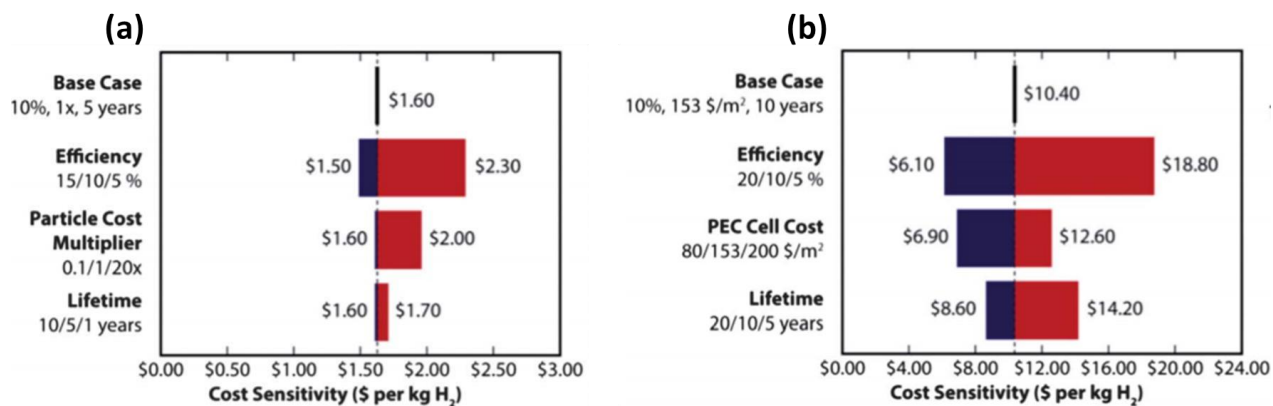 (a)
Base Case
10%, 1x, 5 years
$1.60
Efficiency
15/10/5 %
$1.50
$2.30
Particle Cost
Multiplier
0.1/1/20x
$1.60
$2.00
Lifetime
10/5/1 years
$1.60
$1.70
$0.00 $0.50 $1.00 $1.50 $2.00 $2.50 $3.00
Cost Sensitivity ($ per kg H₂)
(b)
Base Case
10%, 153 $/m², 10 years
$10.40
Efficiency
20/10/5 %
$6.10
$18.80
PEC Cell Cost
80/153/200 $/m²
$6.90
$12.60
Lifetime
20/10/5 years
$8.60
$14.20
$0.00 $4.00 $8.00 $12.00 $16.00 $20.00 $24.00
Cost Sensitivity ($ per kg H₂)